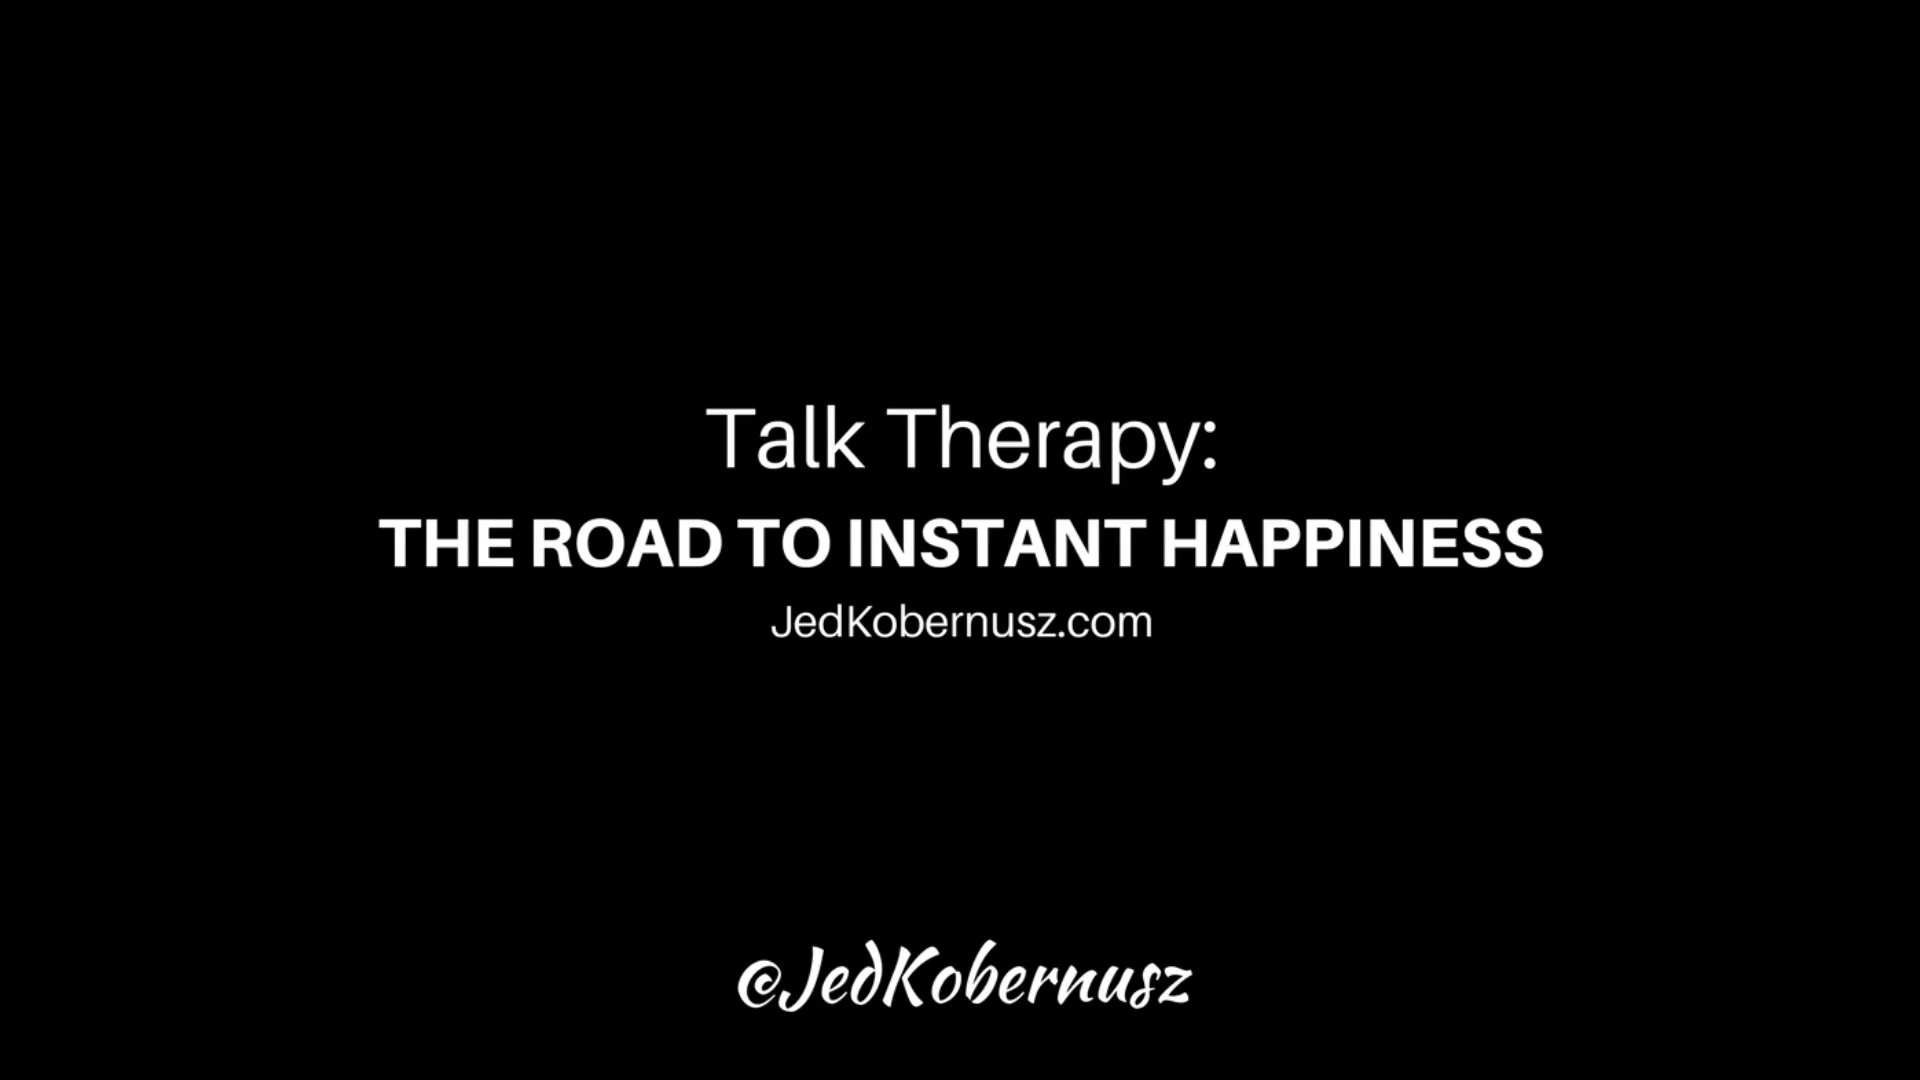 Talk Therapy:
THE ROAD TO INSTANT HAPPINESS
JedKobernusz.com
@JedKobernusz